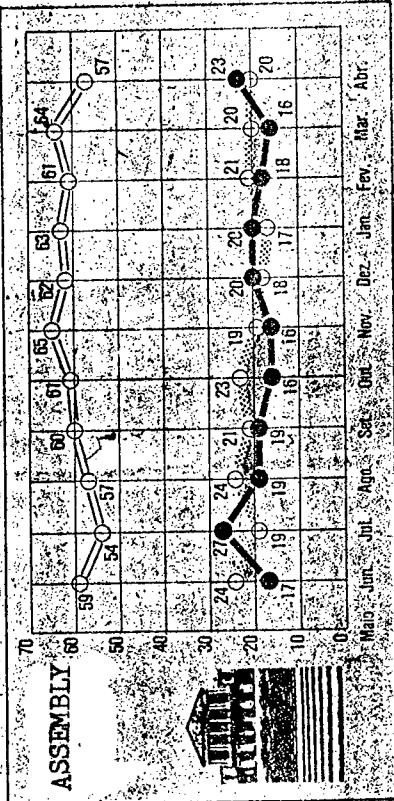 ASSEMBLY
70
60
50
40
30
20
10
0
59 54 57 60 61 65 62 63 61 64 57
24 27 24 21 23 19 20 20 21 20 23
17 19 19 19 16 16 18 17 18 16 20
Maio Jun. Jul. Ago. Set. Out. Nov. Dez. Jan. Fev. Mar. Abr.